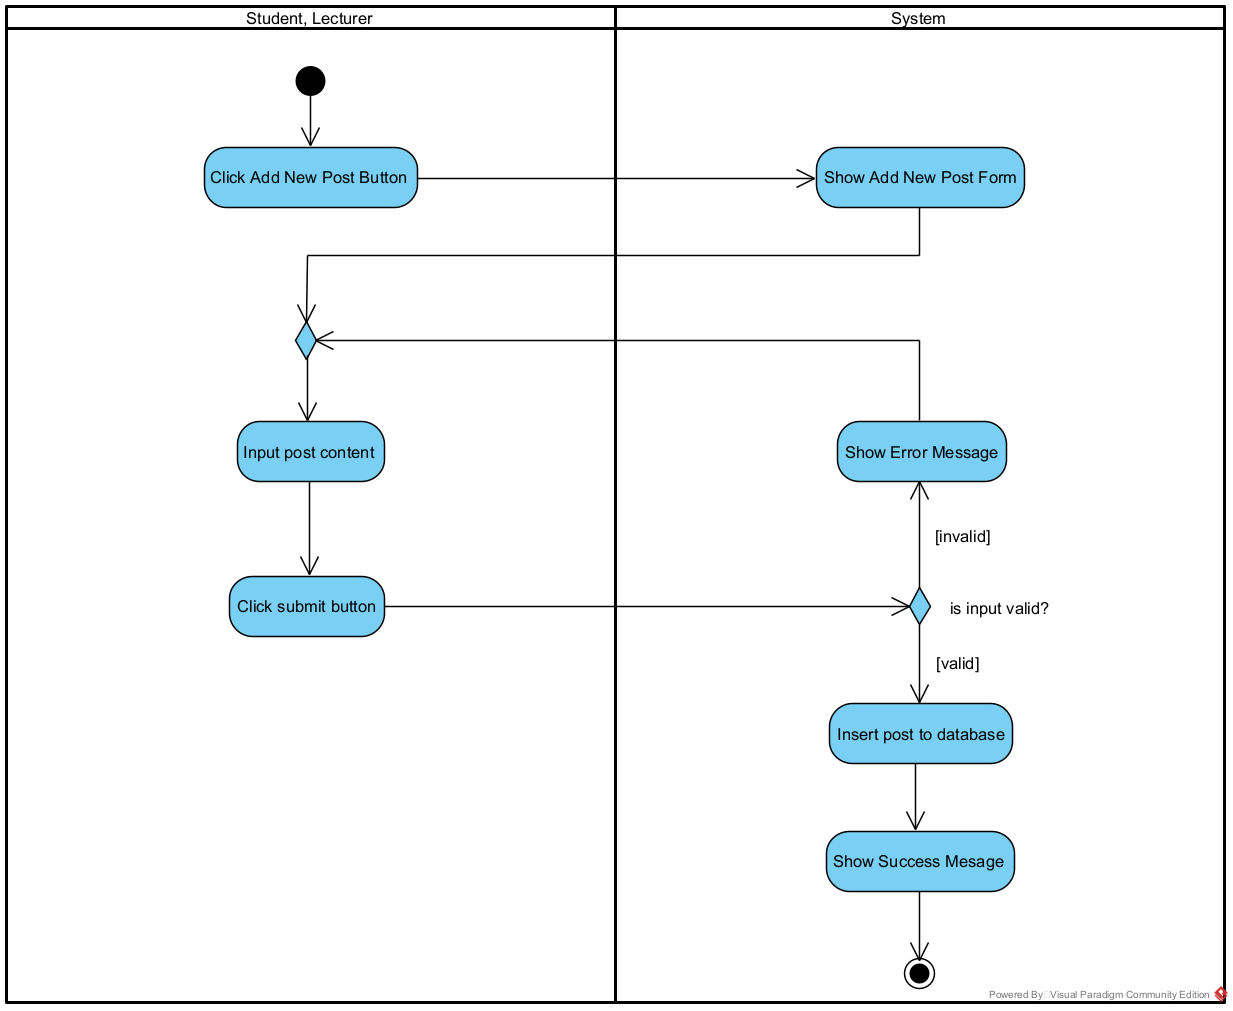 Student, Lecturer
System
Click Add New Post Button
Show Add New Post Form
Input post content
Show Error Message
[invalid]
Click submit button
is input valid?
[valid]
Insert post to database
Show Success Mesage
Powered By Visual Paradigm Community Edition